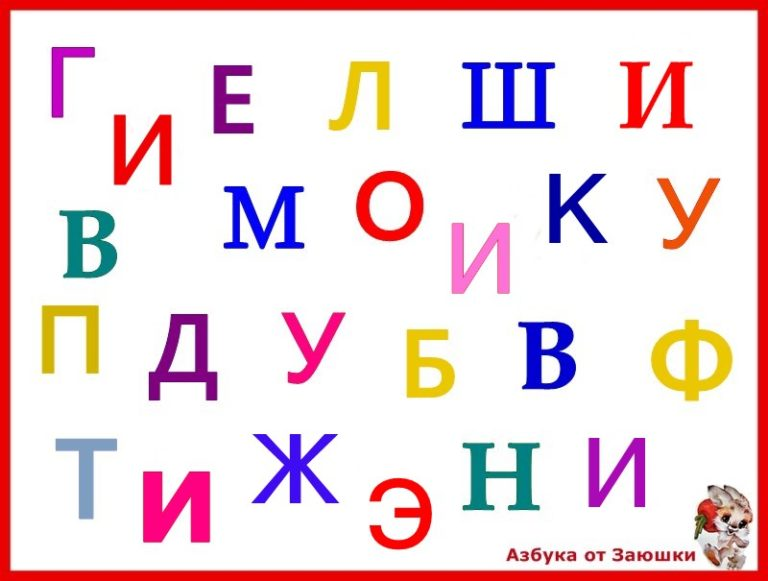 Г И Е Л Ш И
В М О И К У
П Д У Б В Ф
Т И Ж Э Н И
Азбука от Заюшки